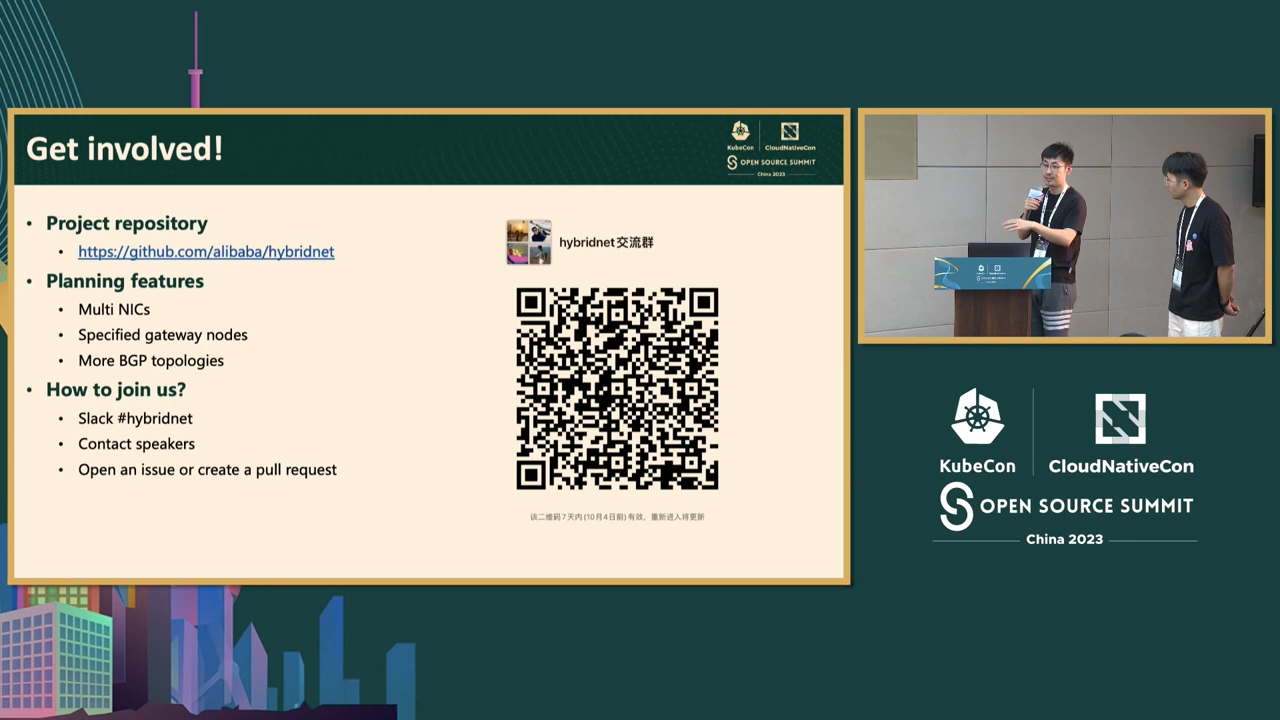 Get involved!
KubeCon
CloudNativeCon
OPEN SOURCE SUMMIT
China 2023
• Project repository
• https://github.com/alibaba/hybridnet
• Planning features
• Multi NICs
• Specified gateway nodes
• More BGP topologies
• How to join us?
• Slack #hybridnet
• Contact speakers
• Open an issue or create a pull request
hybridnet交流群
该二维码7天内(10月4日前)有效，重新进入将更新
KubeCon
CloudNativeCon
OPEN SOURCE SUMMIT
China 2023